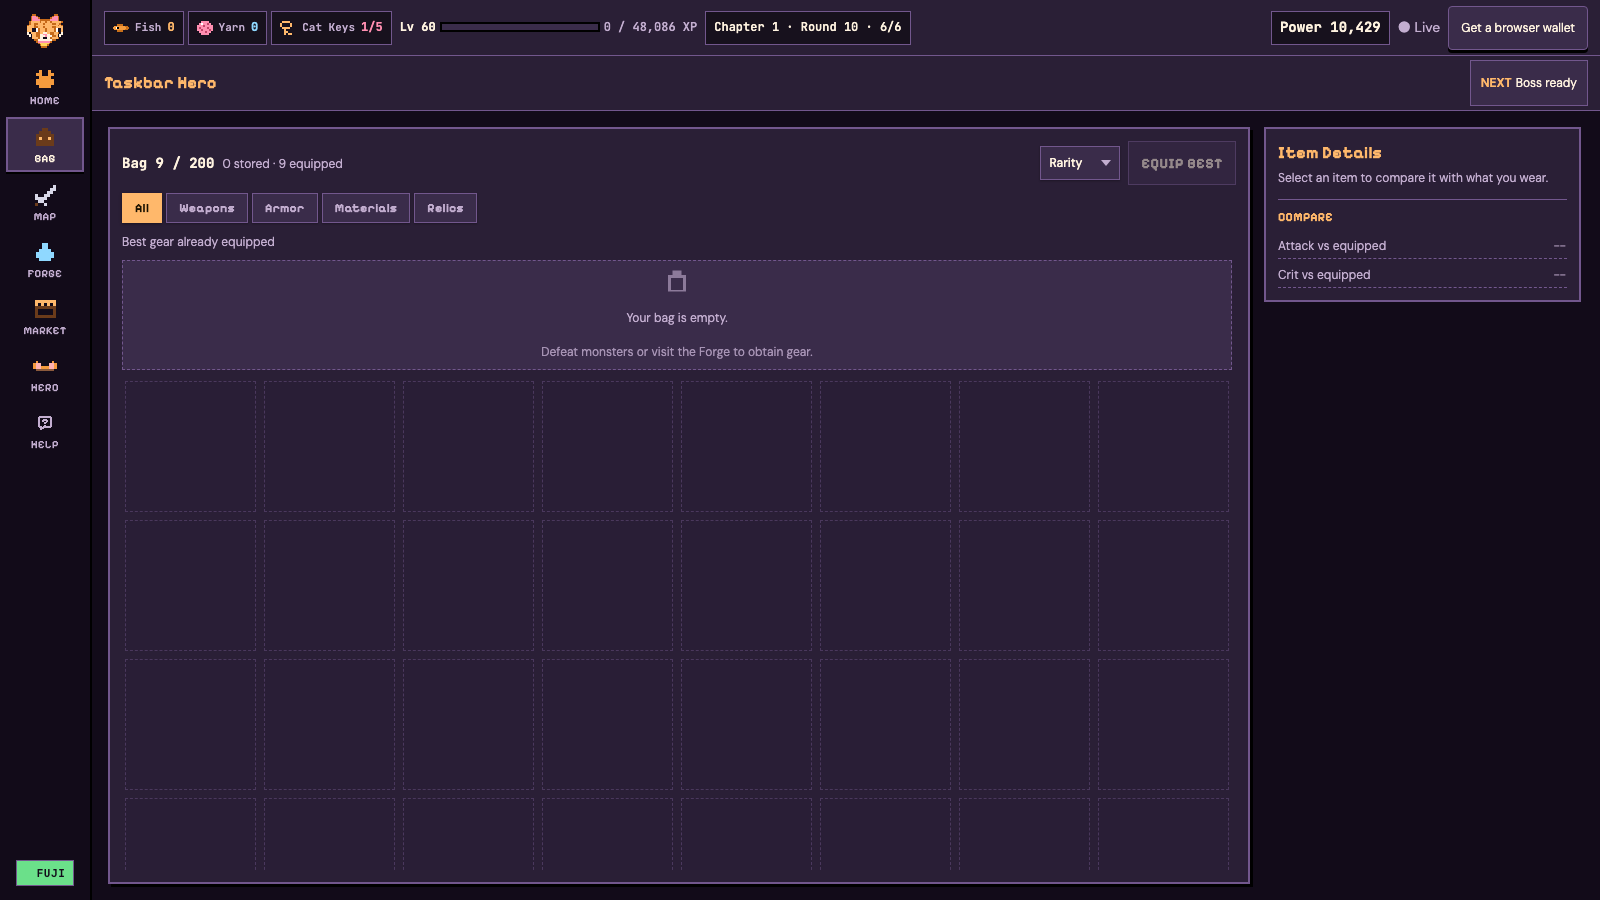 Fish 0
Yarn 0
Cat Keys 1/5
Lv 60
0 / 48,086 XP
Chapter 1 · Round 10 · 6/6
Power 10,429
Live
Get a browser wallet
Taskbar Hero
NEXT Boss ready
HOME
BAG
MAP
FORGE
MARKET
HERO
HELP
FUJI
Bag 9 / 200
0 stored · 9 equipped
Rarity
EQUIP BEST
All
Weapons
Armor
Materials
Relics
Best gear already equipped
Your bag is empty.
Defeat monsters or visit the Forge to obtain gear.
Item Details
Select an item to compare it with what you wear.
COMPARE
Attack vs equipped --
Crit vs equipped --